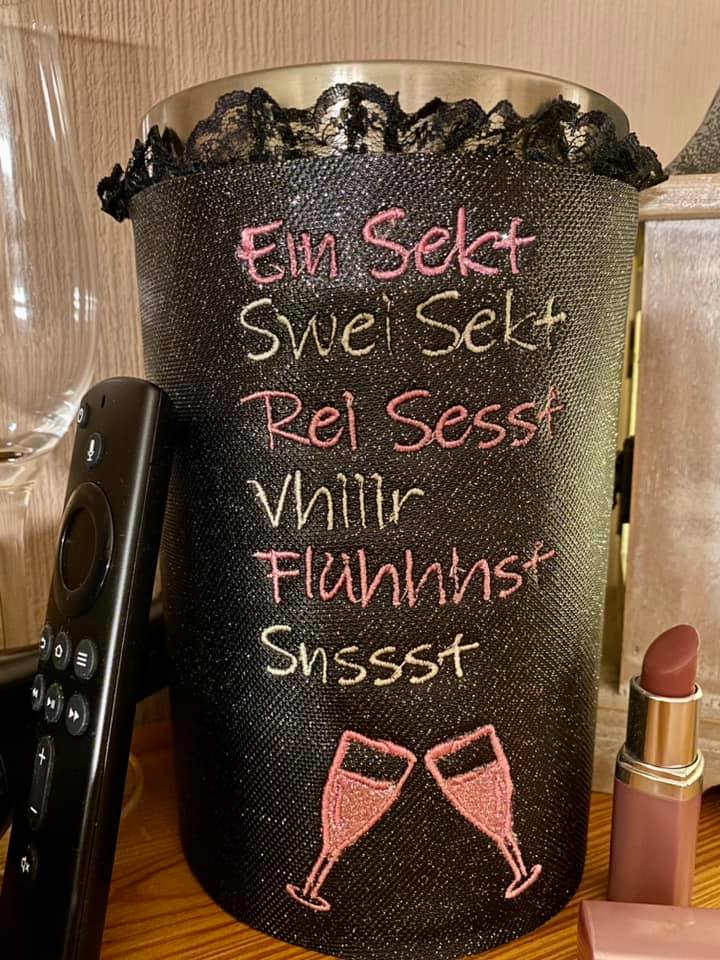 Ein Sekt
Swei Sekt
Rei Sesst
Vhiiir
Flühhhst
Snssst